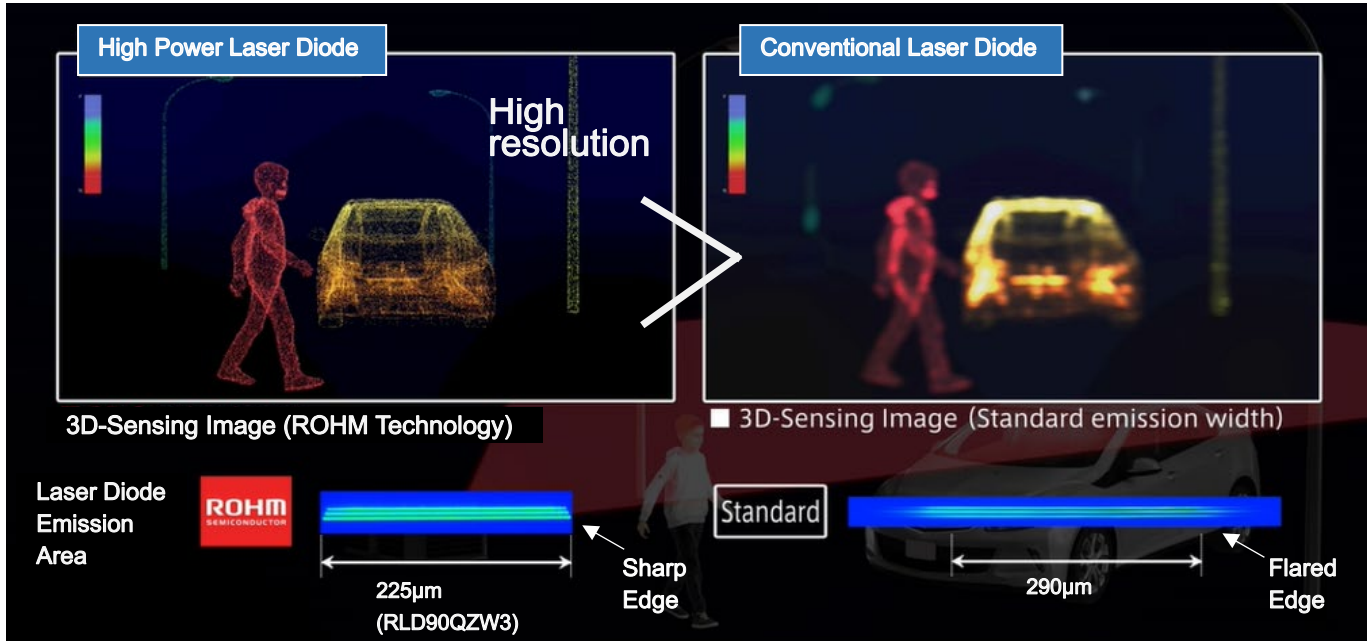 High Power Laser Diode
Conventional Laser Diode
High
resolution
3D-Sensing Image (ROHM Technology)
3D-Sensing Image (Standard emission width)
Laser Diode
Emission
Area
ROHM
SEMICONDUCTOR
225µm
(RLD90QZW3)
Sharp
Edge
Standard
290µm
Flared
Edge